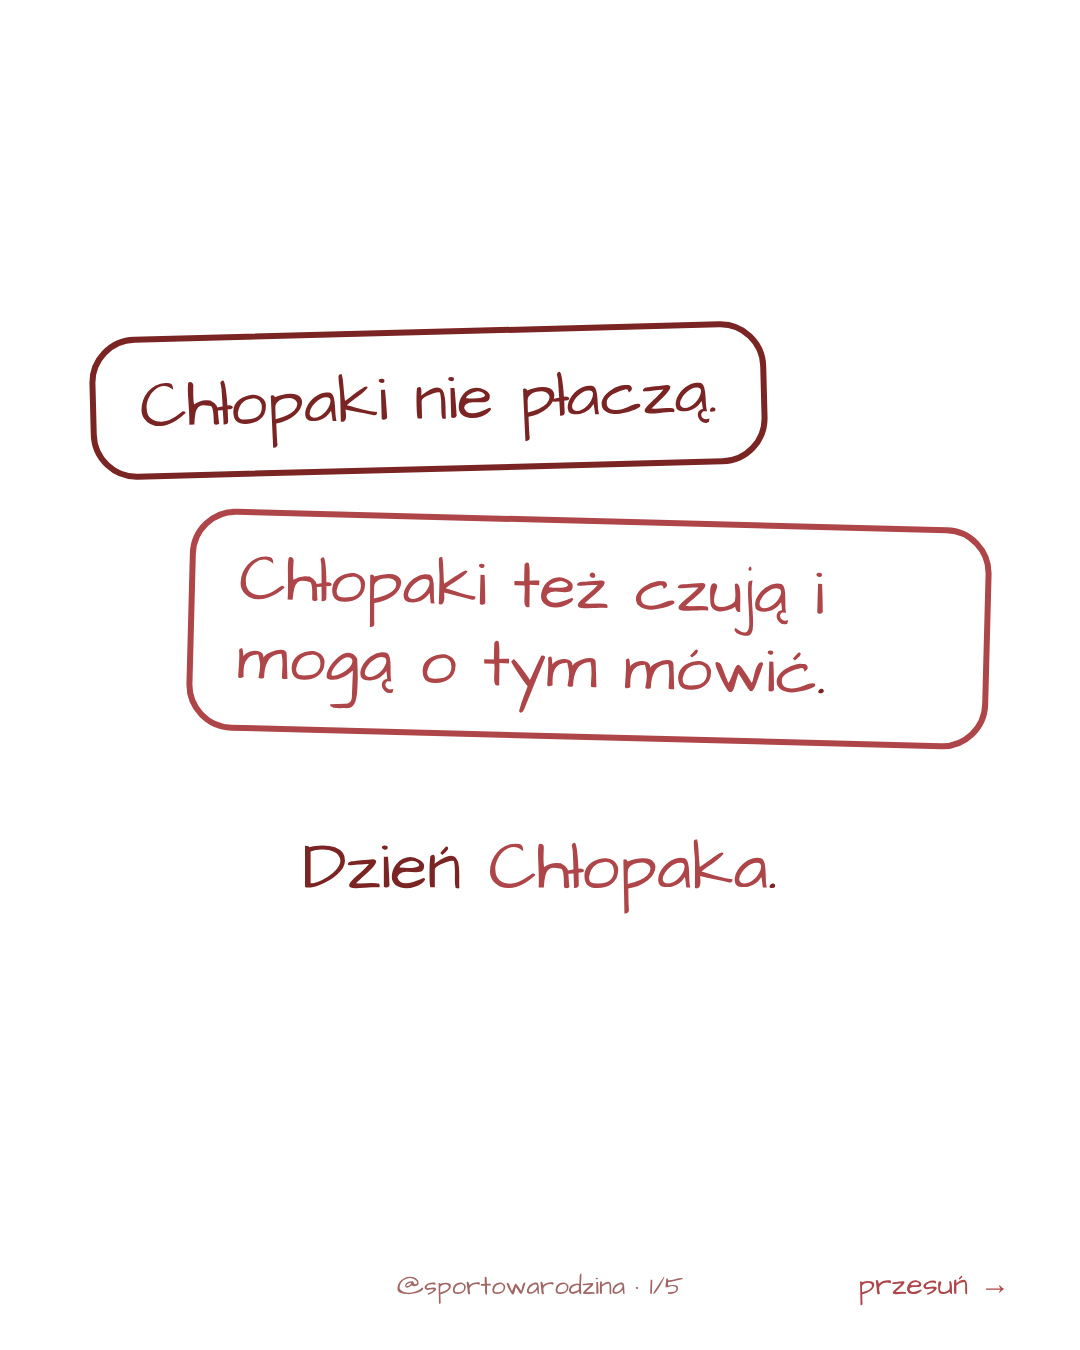 Chłopaki nie płaczą.
Chłopaki też czują i
mogą o tym mówić.
Dzień Chłopaka.
@sportowarodzina · 1/5
przesuń →